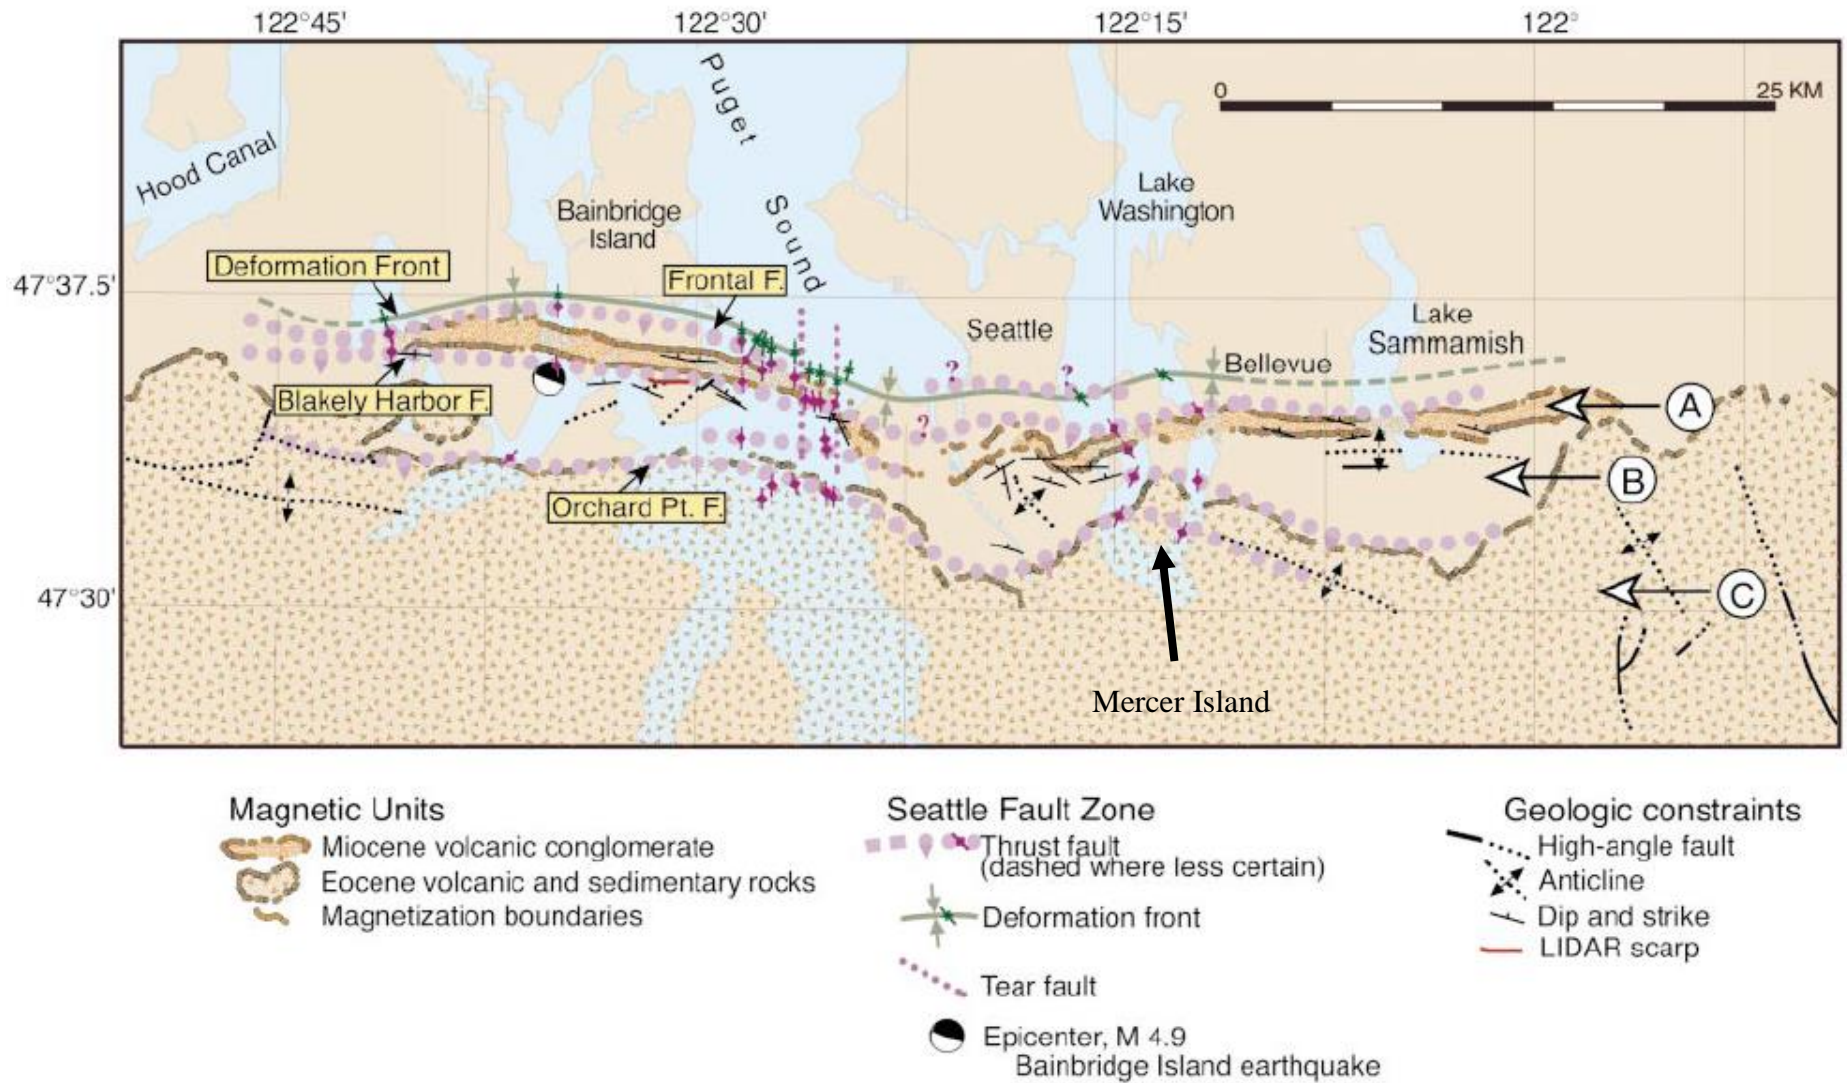 122°45'
122°30'
122°15'
122°
Puget
Sound
0
25 KM
Hood Canal
Lake
Washington
Bainbridge
Island
Deformation Front
Frontal F.
47°37.5'
Seattle
Lake
Sammamish
?
?
Bellevue
Blakely Harbor F.
A
?
B
Orchard Pt. F.
47°30'
C
Mercer Island
Magnetic Units
Miocene volcanic conglomerate
Eocene volcanic and sedimentary rocks
Magnetization boundaries
Seattle Fault Zone
Thrust fault
(dashed where less certain)
Deformation front
Tear fault
Epicenter, M 4.9
Bainbridge Island earthquake
Geologic constraints
High-angle fault
Anticline
Dip and strike
LIDAR scarp